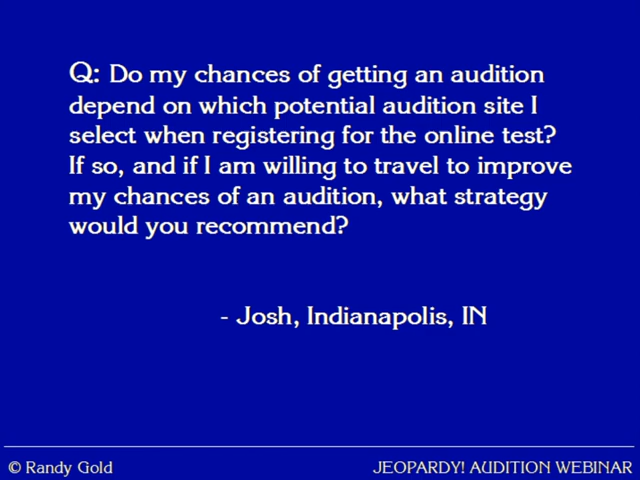 Q: Do my chances of getting an audition
depend on which potential audition site I
select when registering for the online test?
If so, and if I am willing to travel to improve
my chances of an audition, what strategy
would you recommend?
- Josh, Indianapolis, IN
© Randy Gold
JEOPARDY! AUDITION WEBINAR